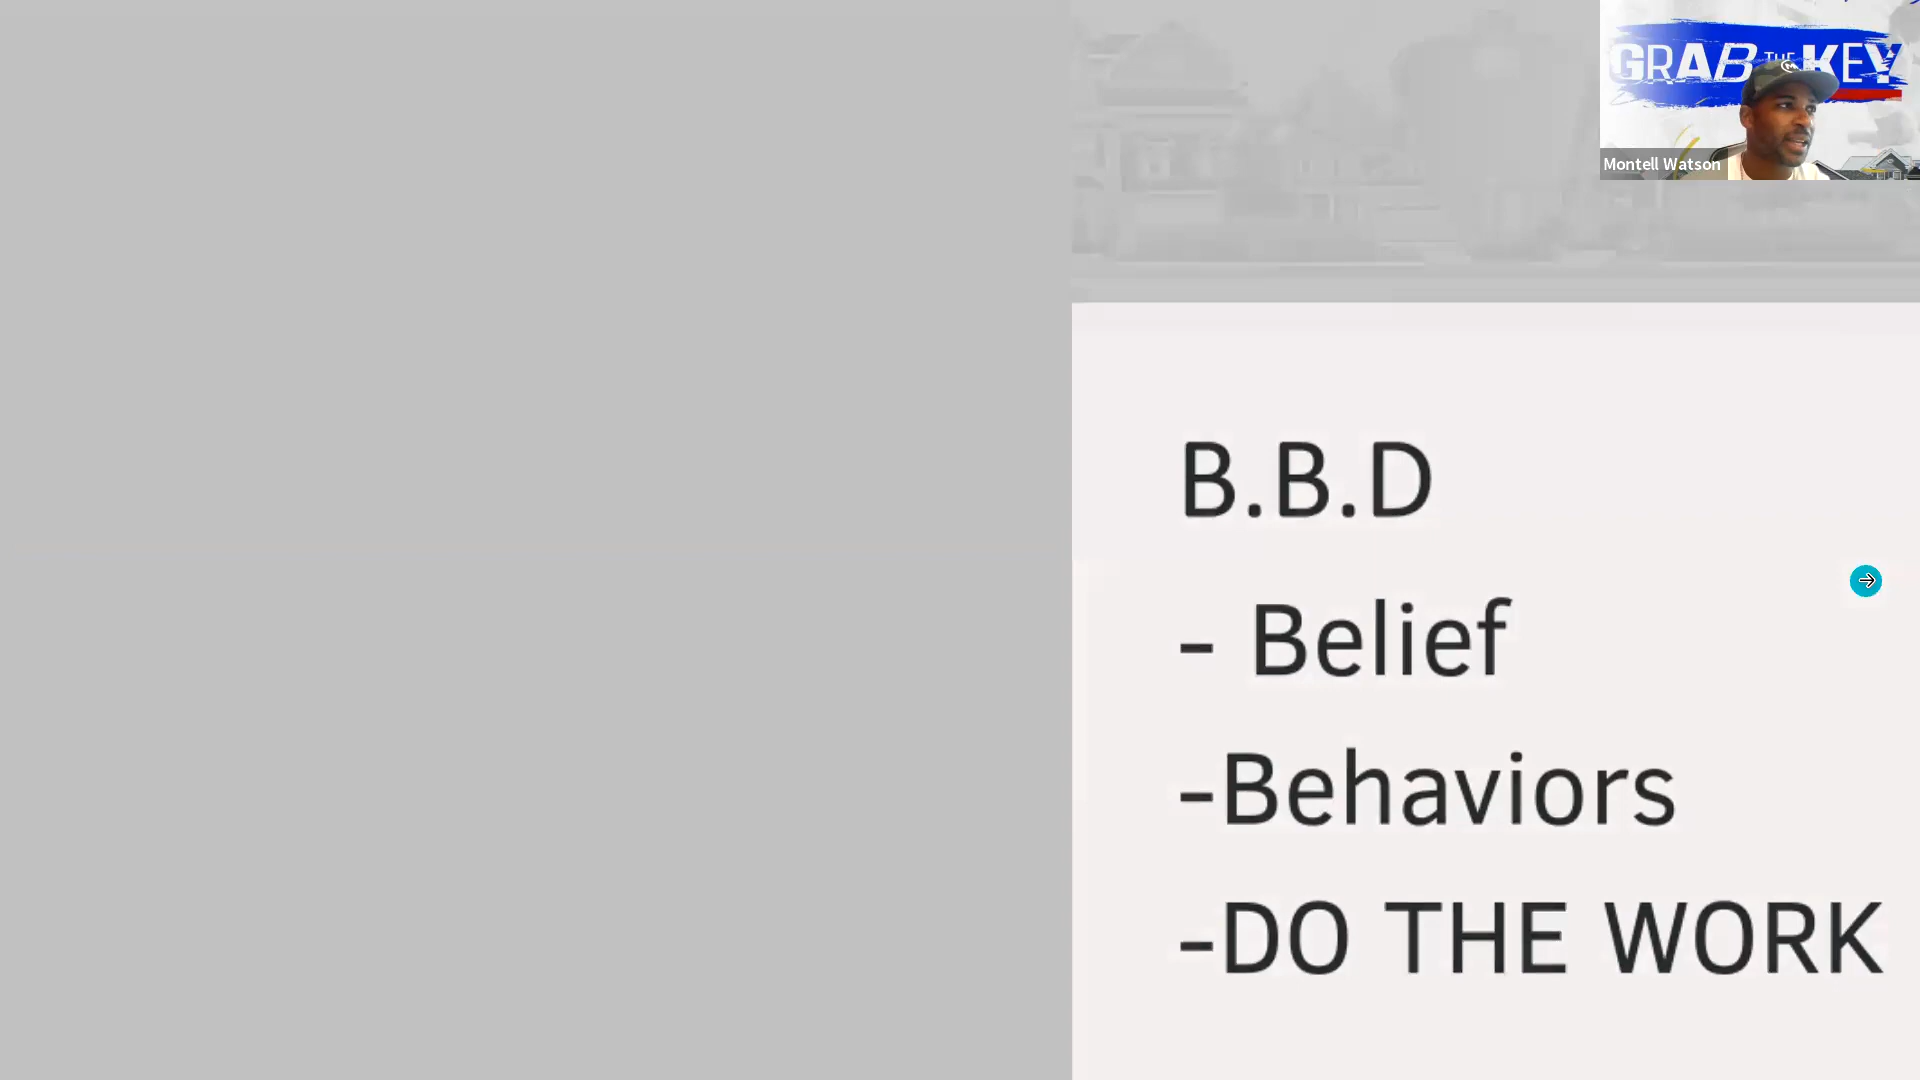 GRAB THE KEY
Montell Watson
B.B.D
- Belief
-Behaviors
-DO THE WORK